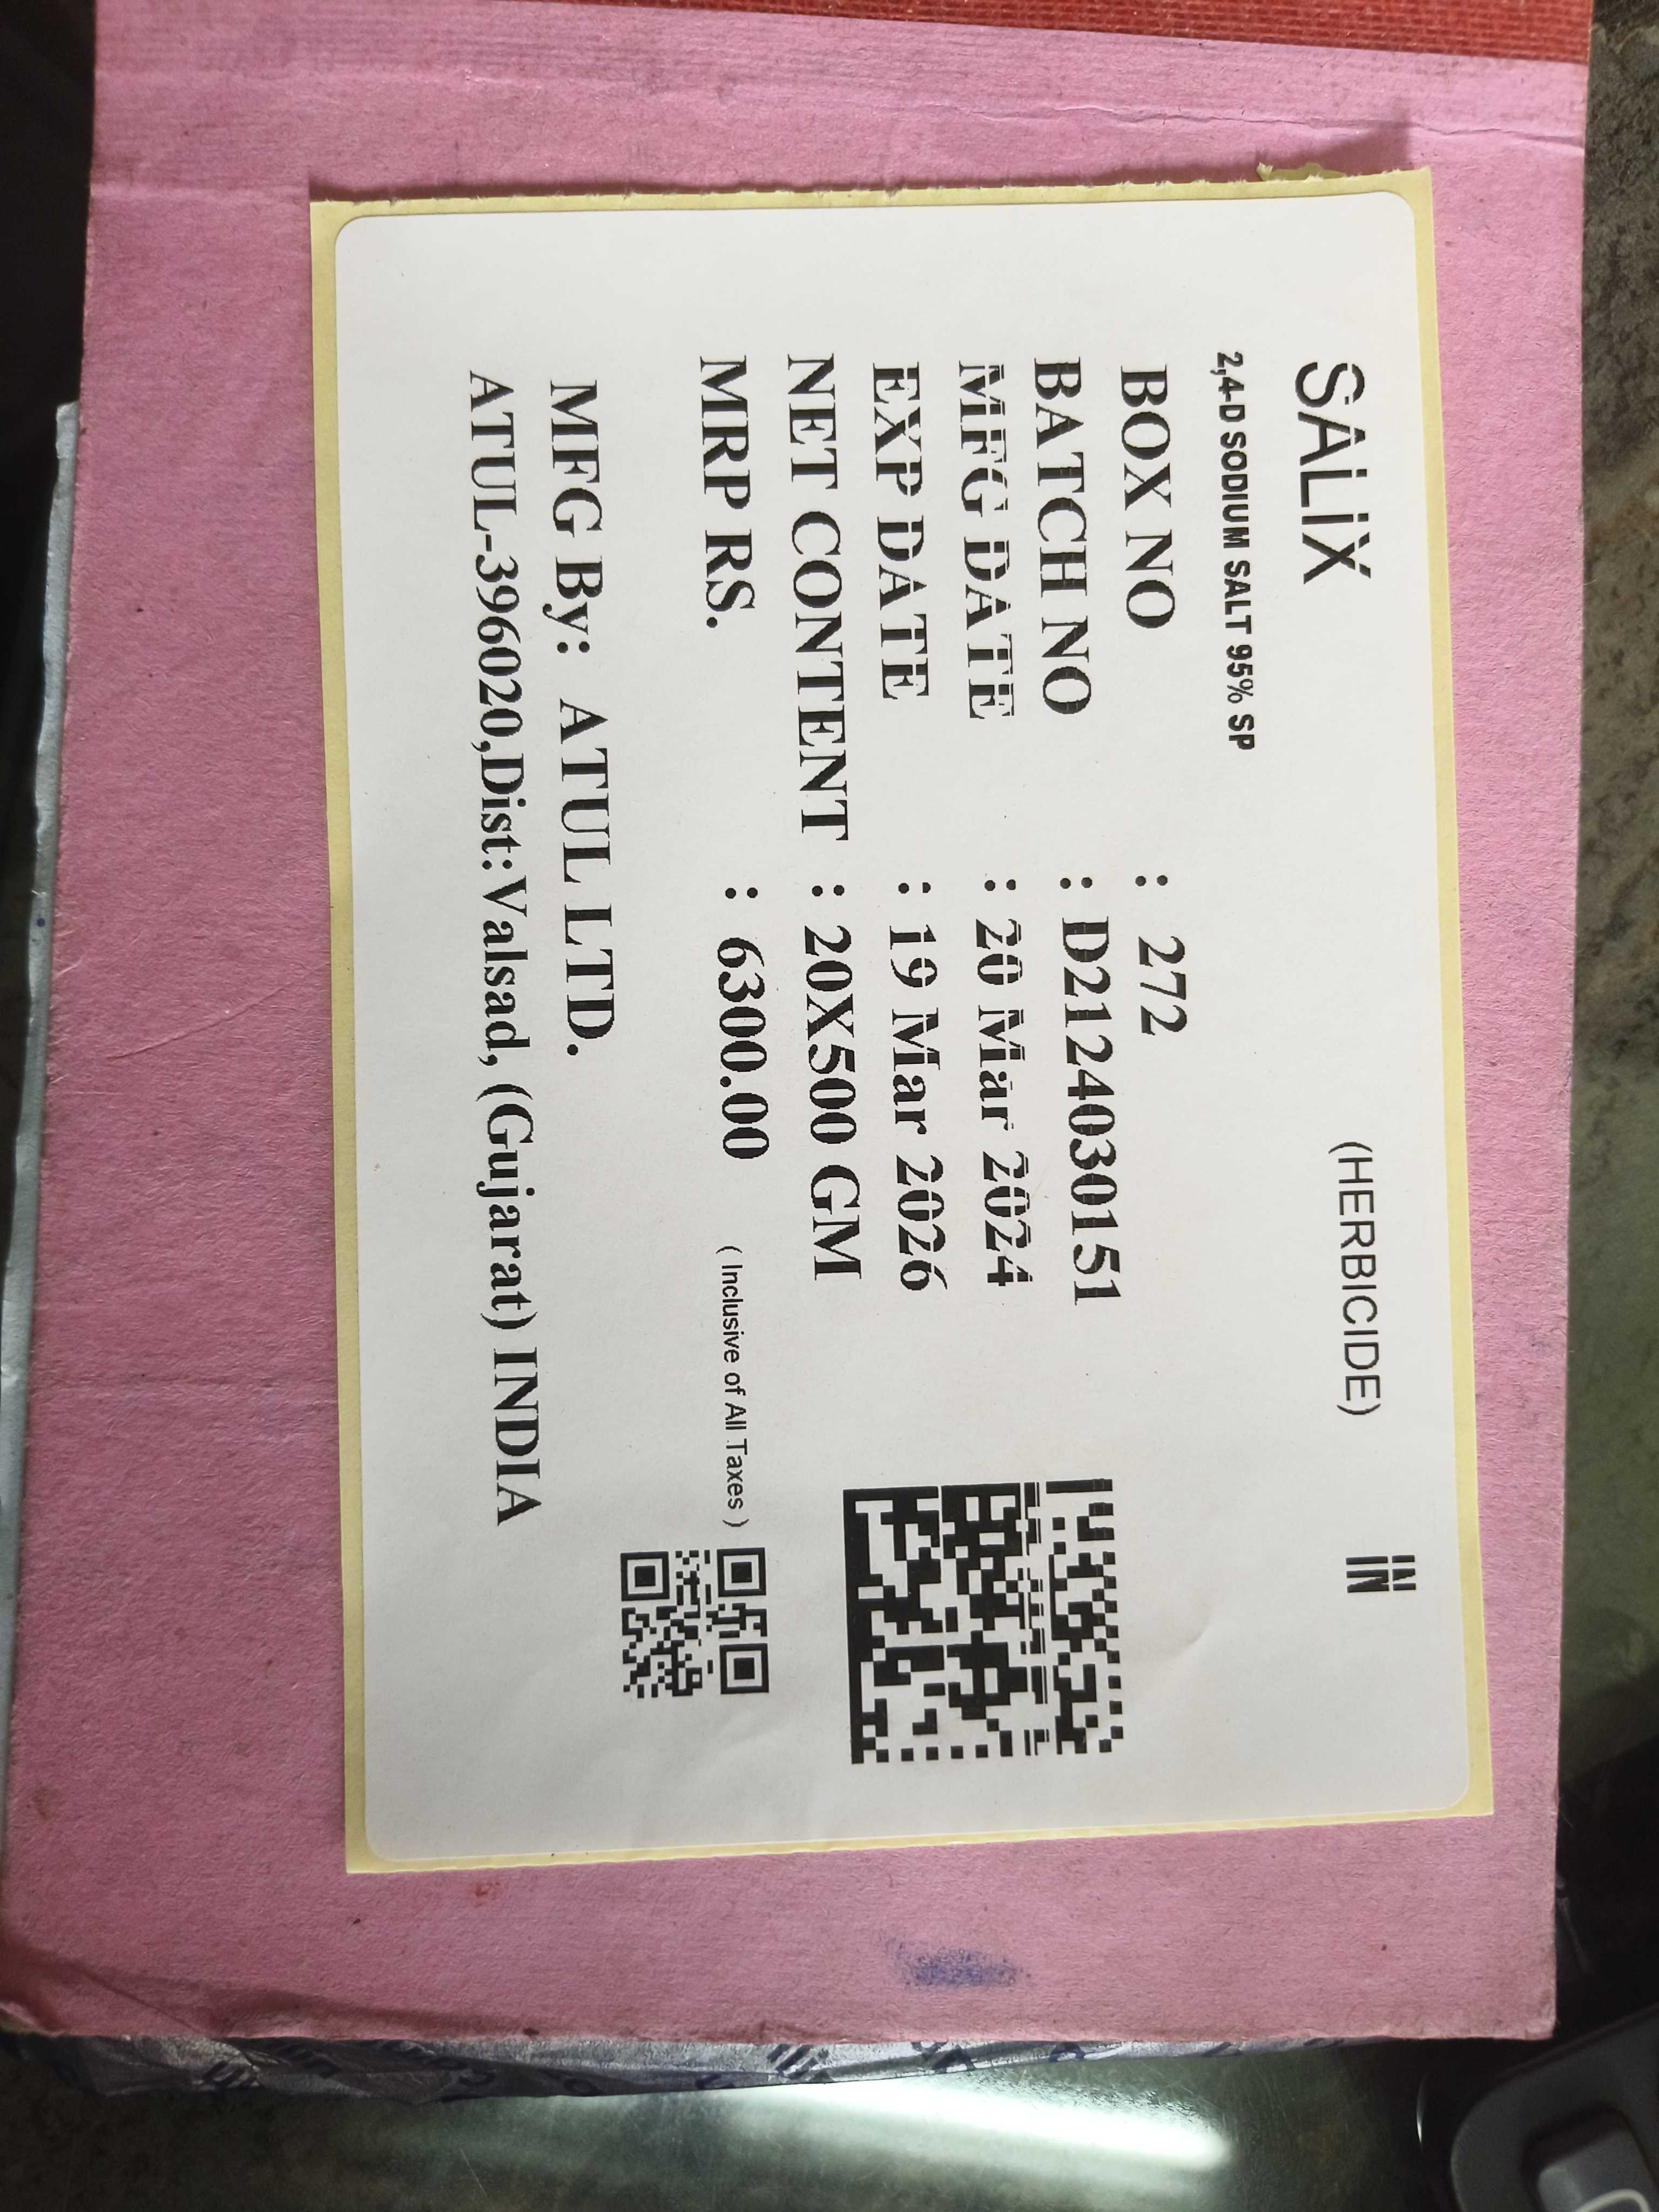 SALIX (HERBICIDE) IN
2,4-D SODIUM SALT 95% SP
BOX NO : 272
BATCH NO : D2124030151
MFG DATE : 20 Mar 2024
EXP DATE : 19 Mar 2026
NET CONTENT : 20X500 GM
MRP RS. : 6300.00 ( Inclusive of All Taxes )
MFG By: ATUL LTD.
ATUL-396020,Dist:Valsad, (Gujarat) INDIA